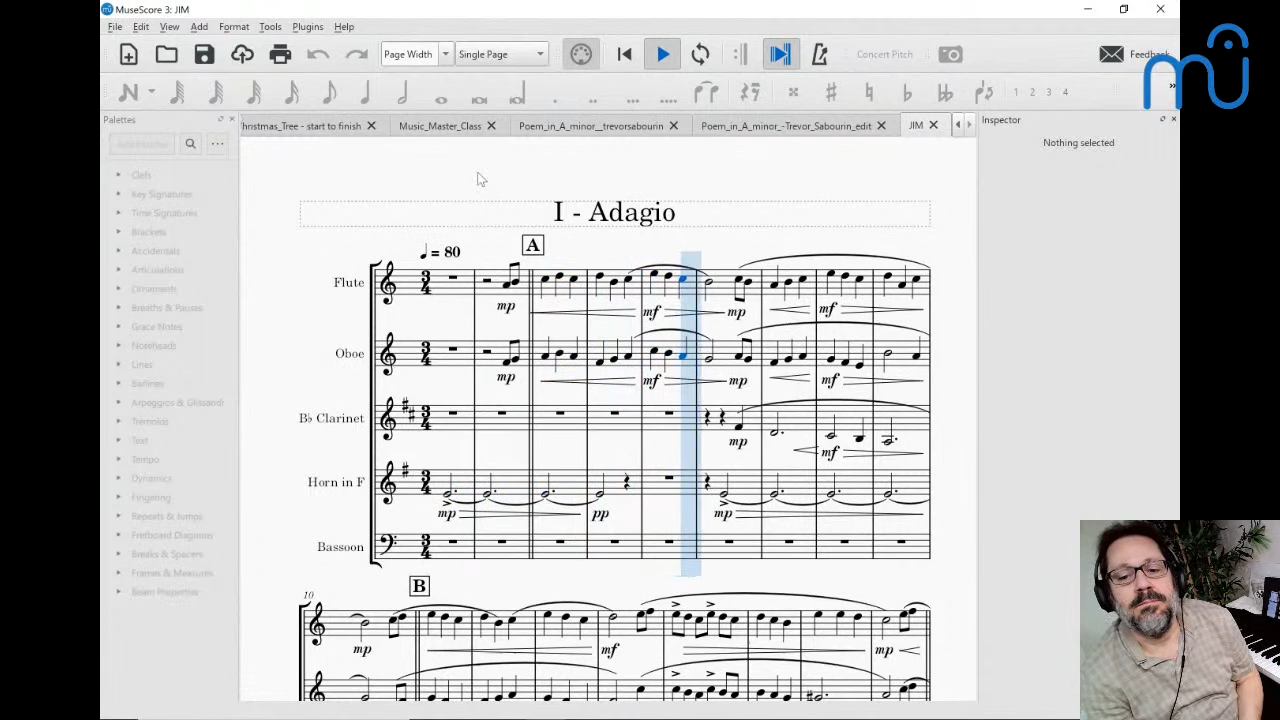 MuseScore 3: JIM
File Edit View Add Format Tools Plugins Help
Page Width Single Page Concert Pitch Feedback
1 2 3 4
Palettes
hristmas_Tree - start to finish Music_Master_Class Poem_in_A_minor__trevorsabourin Poem_in_A_minor_-Trevor_Sabourin_edit JIM
Inspector
Nothing selected
Clefs
Key Signatures
Time Signatures
Brackets
Accidentals
Articulations
Ornaments
Breaths & Pauses
Grace Notes
Noteheads
Lines
Barlines
Arpeggios & Glissandi
Tremolos
Text
Tempo
Dynamics
Fingering
Repeats & Jumps
Fretboard Diagrams
Breaks & Spacers
Frames & Measures
Beam Properties
I - Adagio
= 80
A
Flute
mp mf mp mf
Oboe
mp mf mp mf
B♭ Clarinet
mp mf
Horn in F
mp pp mp
Bassoon
10
B
mp mf mp